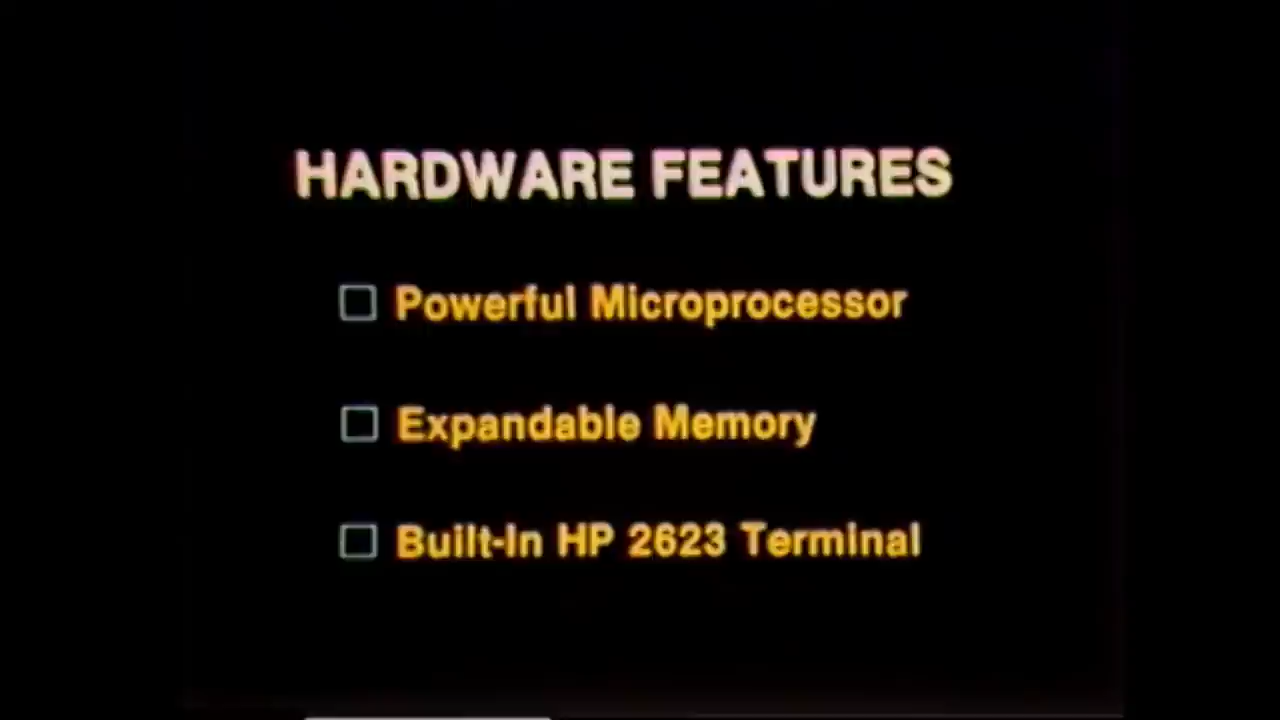 HARDWARE FEATURES
Powerful Microprocessor
Expandable Memory
Built-In HP 2623 Terminal